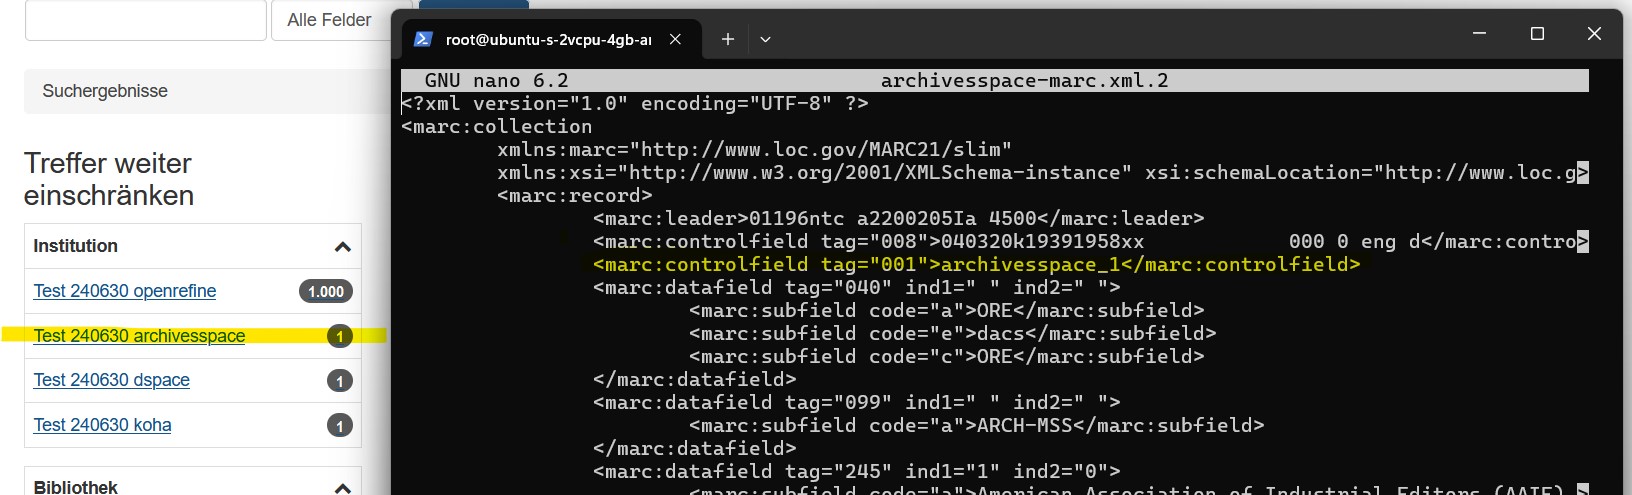 Alle Felder
Suchergebnisse
Treffer weiter
einschränken
Institution
Test 240630 openrefine 1.000
Test 240630 archivesspace 1
Test 240630 dspace 1
Test 240630 koha 1
Bibliothek
root@ubuntu-s-2vcpu-4gb-a
GNU nano 6.2 archivesspace-marc.xml.2
<?xml version="1.0" encoding="UTF-8" ?>
<marc:collection
xmlns:marc="http://www.loc.gov/MARC21/slim"
xmlns:xsi="http://www.w3.org/2001/XMLSchema-instance" xsi:schemaLocation="http://www.loc.g>
<marc:record>
<marc:leader>01196ntc a2200205Ia 4500</marc:leader>
<marc:controlfield tag="008">040320k19391958xx 000 0 eng d</marc:contro>
<marc:controlfield tag="001">archivesspace_1</marc:controlfield>
<marc:datafield tag="040" ind1=" " ind2=" ">
<marc:subfield code="a">ORE</marc:subfield>
<marc:subfield code="e">dacs</marc:subfield>
<marc:subfield code="c">ORE</marc:subfield>
</marc:datafield>
<marc:datafield tag="099" ind1=" " ind2=" ">
<marc:subfield code="a">ARCH-MSS</marc:subfield>
</marc:datafield>
<marc:datafield tag="245" ind1="1" ind2="0">
<marc:subfield code="a">American Association of Industrial Editors (AAIE) >